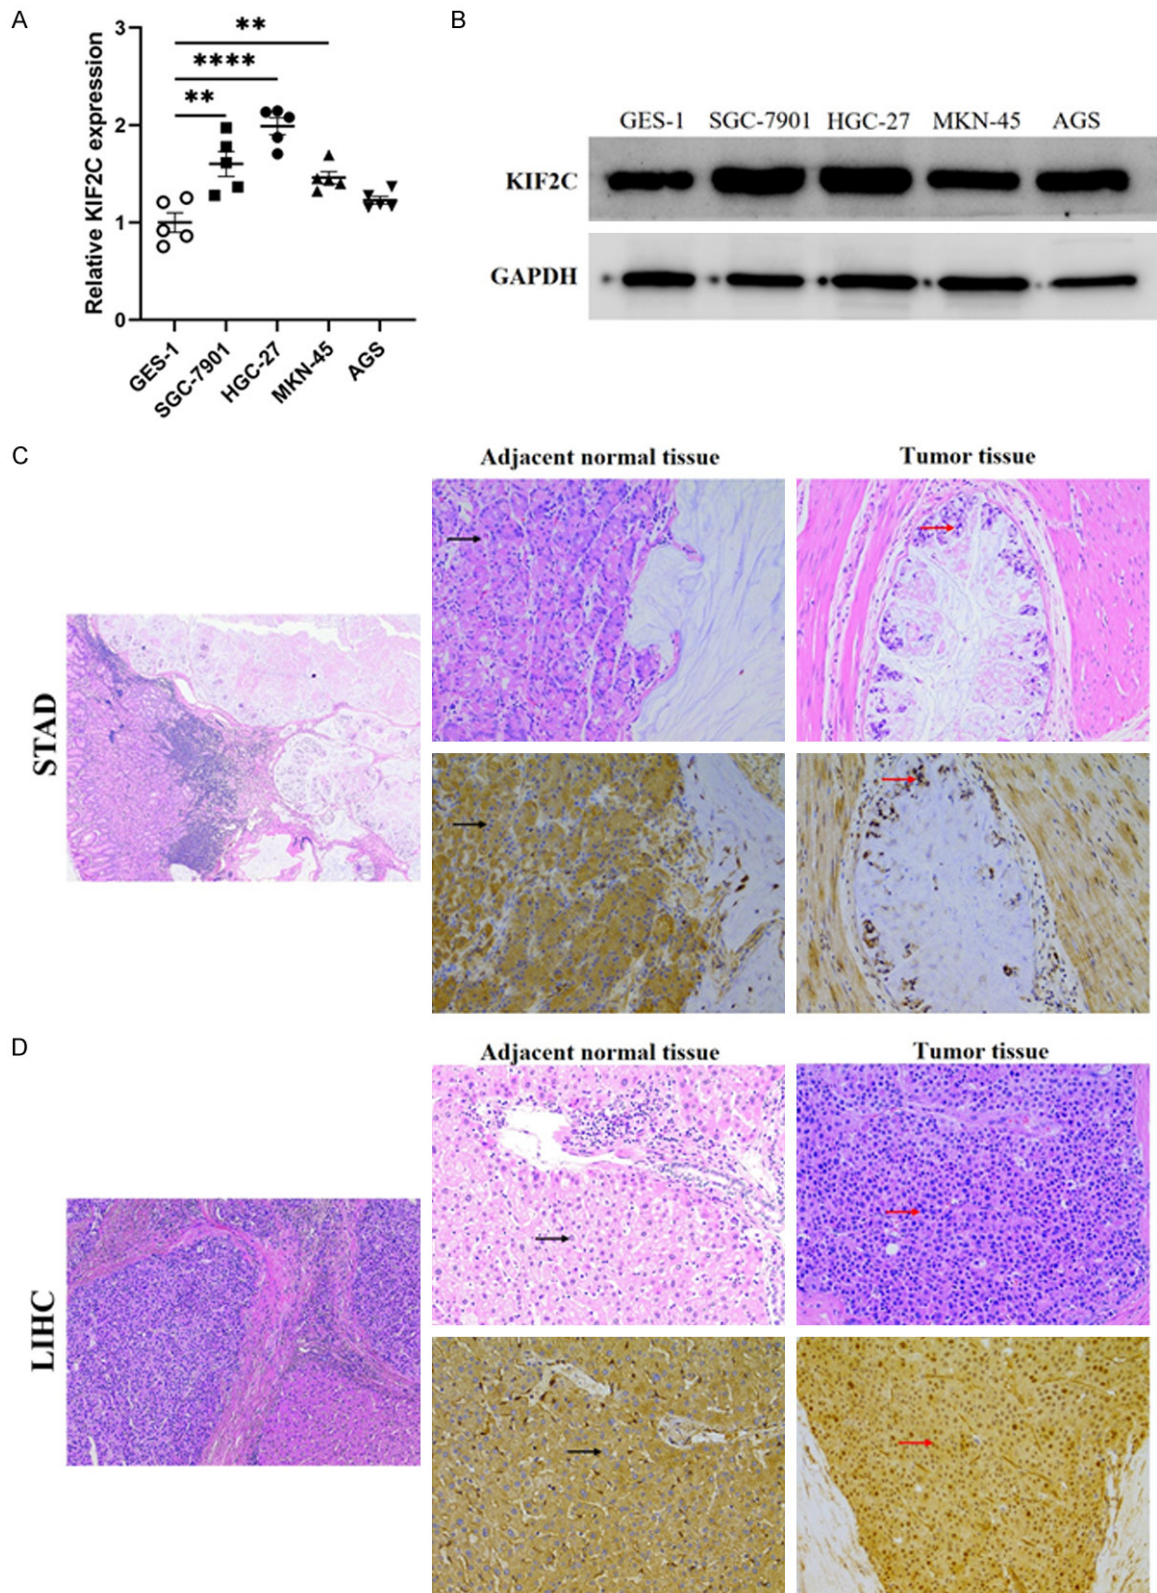 A
Relative KIF2C expression
3
2
1
0
**
****
**
GES-1
SGC-7901
HGC-27
MKN-45
AGS
B
GES-1 SGC-7901 HGC-27 MKN-45 AGS
KIF2C
GAPDH
C
Adjacent normal tissue
Tumor tissue
STAD
D
Adjacent normal tissue
Tumor tissue
LIHC